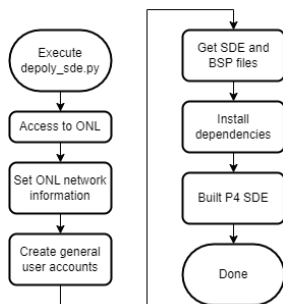 Execute
depoly_sde.py
Access to ONL
Set ONL network
information
Create general
user accounts
Get SDE and
BSP files
Install
dependencies
Built P4 SDE
Done